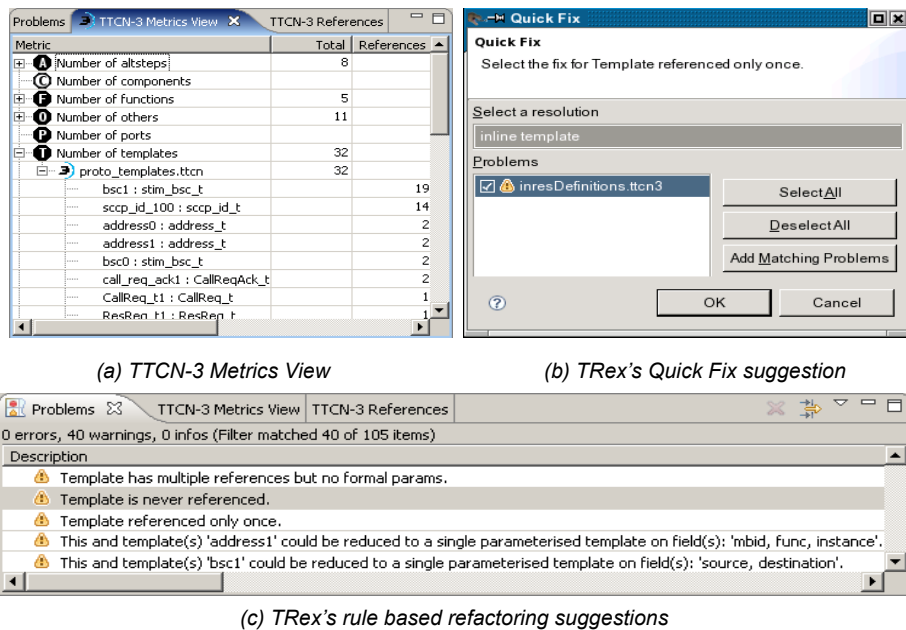 Problems TTCN-3 Metrics View TTCN-3 References
Metric Total References
A Number of altsteps 8
C Number of components
F Number of functions 5
O Number of others 11
P Number of ports
T Number of templates 32
proto_templates.ttcn 32
bsc1 : stim_bsc_t 19
sccp_id_100 : sccp_id_t 14
address0 : address_t 2
address1 : address_t 2
bsc0 : stim_bsc_t 2
call_req_ack1 : CallReqAck_t 2
CallReq_t1 : CallReq_t 1
ResReq_t1 : ResReq_t 1
(a) TTCN-3 Metrics View
Quick Fix
Quick Fix
Select the fix for Template referenced only once.
Select a resolution
inline template
Problems
inresDefinitions.ttcn3
Select All
Deselect All
Add Matching Problems
? OK Cancel
(b) TRex's Quick Fix suggestion
Problems TTCN-3 Metrics View TTCN-3 References
0 errors, 40 warnings, 0 infos (Filter matched 40 of 105 items)
Description
Template has multiple references but no formal params.
Template is never referenced.
Template referenced only once.
This and template(s) 'address1' could be reduced to a single parameterised template on field(s): 'mbid, func, instance'.
This and template(s) 'bsc1' could be reduced to a single parameterised template on field(s): 'source, destination'.
(c) TRex's rule based refactoring suggestions